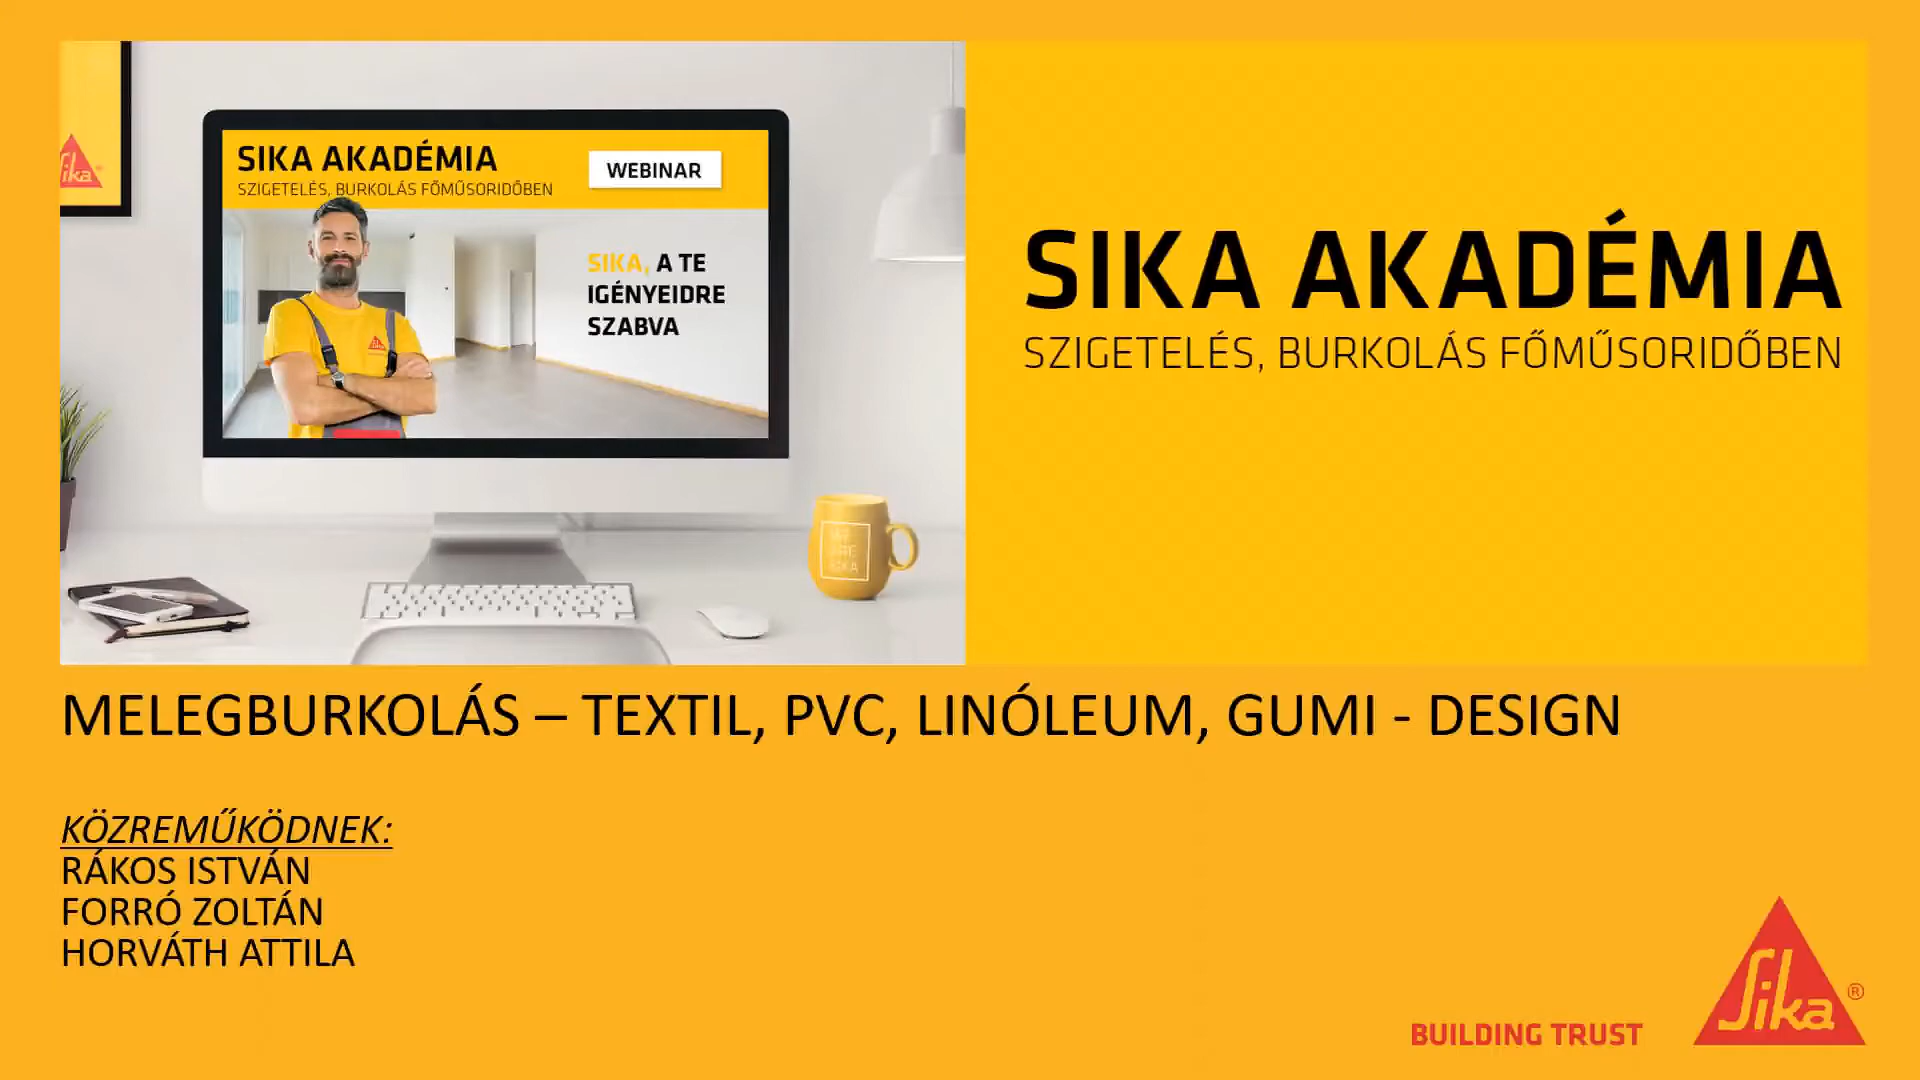 Sika
SIKA AKADÉMIA
SZIGETELÉS, BURKOLÁS FŐMŰSORIDŐBEN
WEBINAR
SIKA, A TE
IGÉNYEIDRE
SZABVA
SIKA AKADÉMIA
SZIGETELÉS, BURKOLÁS FŐMŰSORIDŐBEN
MELEGBURKOLÁS – TEXTIL, PVC, LINÓLEUM, GUMI - DESIGN
KÖZREMŰKÖDNEK:
RÁKOS ISTVÁN
FORRÓ ZOLTÁN
HORVÁTH ATTILA
BUILDING TRUST
Sika®